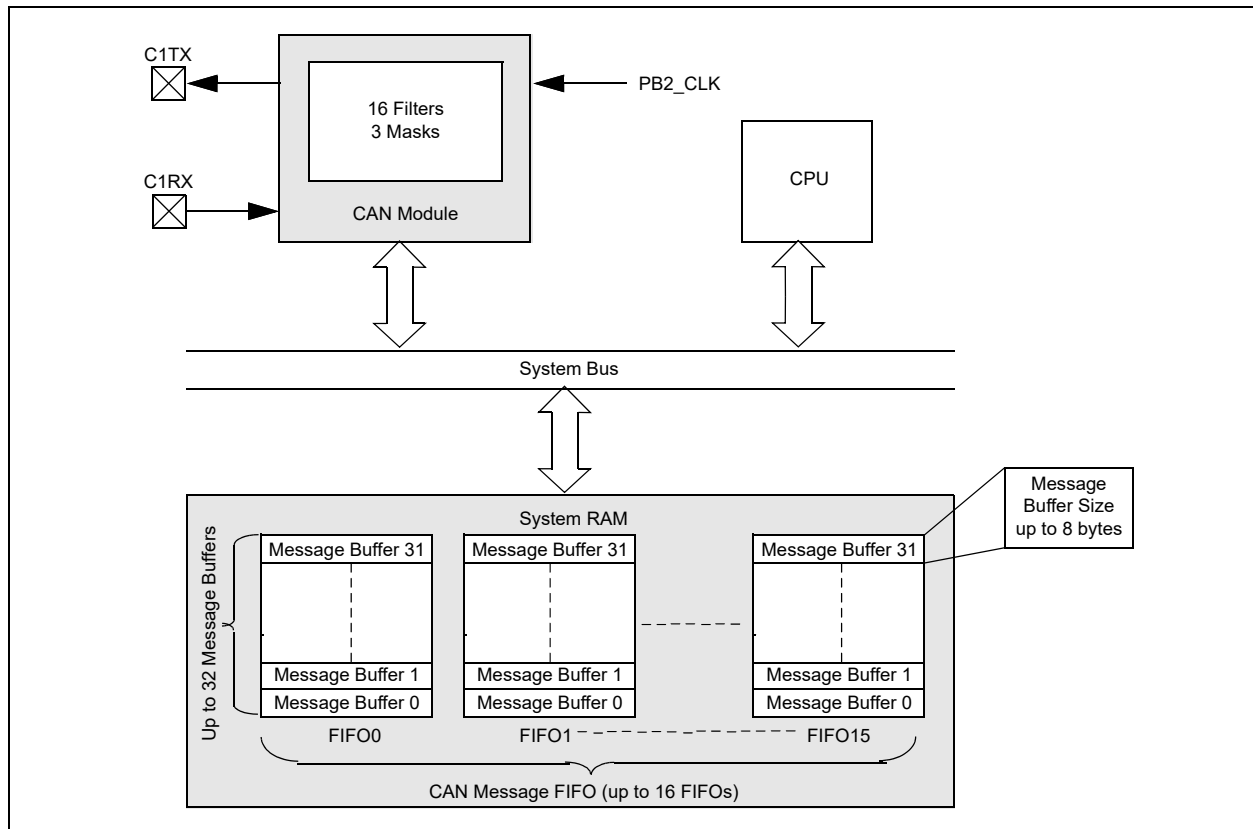 C1TX
PB2_CLK
16 Filters
3 Masks
CPU
C1RX
CAN Module
System Bus
Message
Buffer Size
up to 8 bytes
System RAM
Up to 32 Message Buffers
Message Buffer 31
Message Buffer 31
Message Buffer 31
Message Buffer 1
Message Buffer 1
Message Buffer 1
Message Buffer 0
Message Buffer 0
Message Buffer 0
FIFO0
FIFO1
FIFO15
CAN Message FIFO (up to 16 FIFOs)